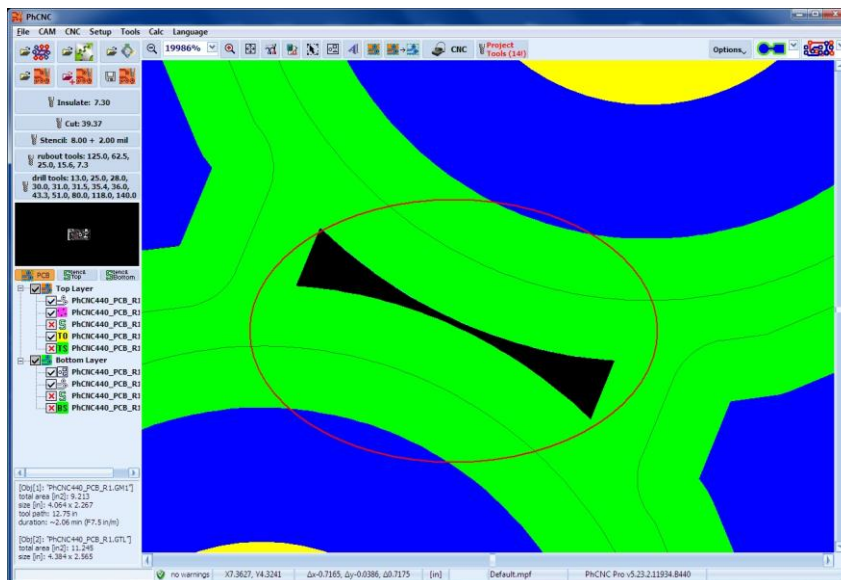 PhCNC
File CAM CNC Setup Tools Calc Language
19986% CNC Project Tools (14!) Options
Insulate: 7.30
Cut: 39.37
Stencil: 8.00 + 2.00 mil
rubout tools: 125.0, 62.5,
25.0, 15.6, 7.3
drill tools: 13.0, 25.0, 28.0,
30.0, 31.0, 31.5, 35.4, 36.0,
43.3, 51.0, 80.0, 118.0, 140.0
PCB Stencil Top Stencil Bottom
Top Layer
PhCNC440_PCB_R1
PhCNC440_PCB_R1
PhCNC440_PCB_R1
TO PhCNC440_PCB_R1
TS PhCNC440_PCB_R1
Bottom Layer
PhCNC440_PCB_R1
PhCNC440_PCB_R1
PhCNC440_PCB_R1
BS PhCNC440_PCB_R1
[Obj[1]: "PhCNC440_PCB_R1.GM1"]
total area [in2]: 9.213
size [in]: 4.064 x 2.267
tool path: 12.75 in
duration: ~2.06 min (F7.5 in/m)
[Obj[2]: "PhCNC440_PCB_R1.GTL"]
total area [in2]: 11.245
size [in]: 4.384 x 2.565
no warnings X7.3627, Y4.3241 Δx-0.7165, Δy-0.0386, Δ0.7175 [in] Default.mpf PhCNC Pro v5.23.2.11934.B440